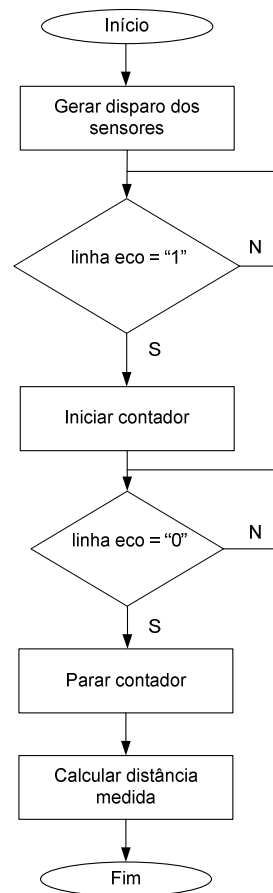 Início
Gerar disparo dos
sensores
linha eco = “1”
N
S
Iniciar contador
linha eco = “0”
N
S
Parar contador
Calcular distância
medida
Fim